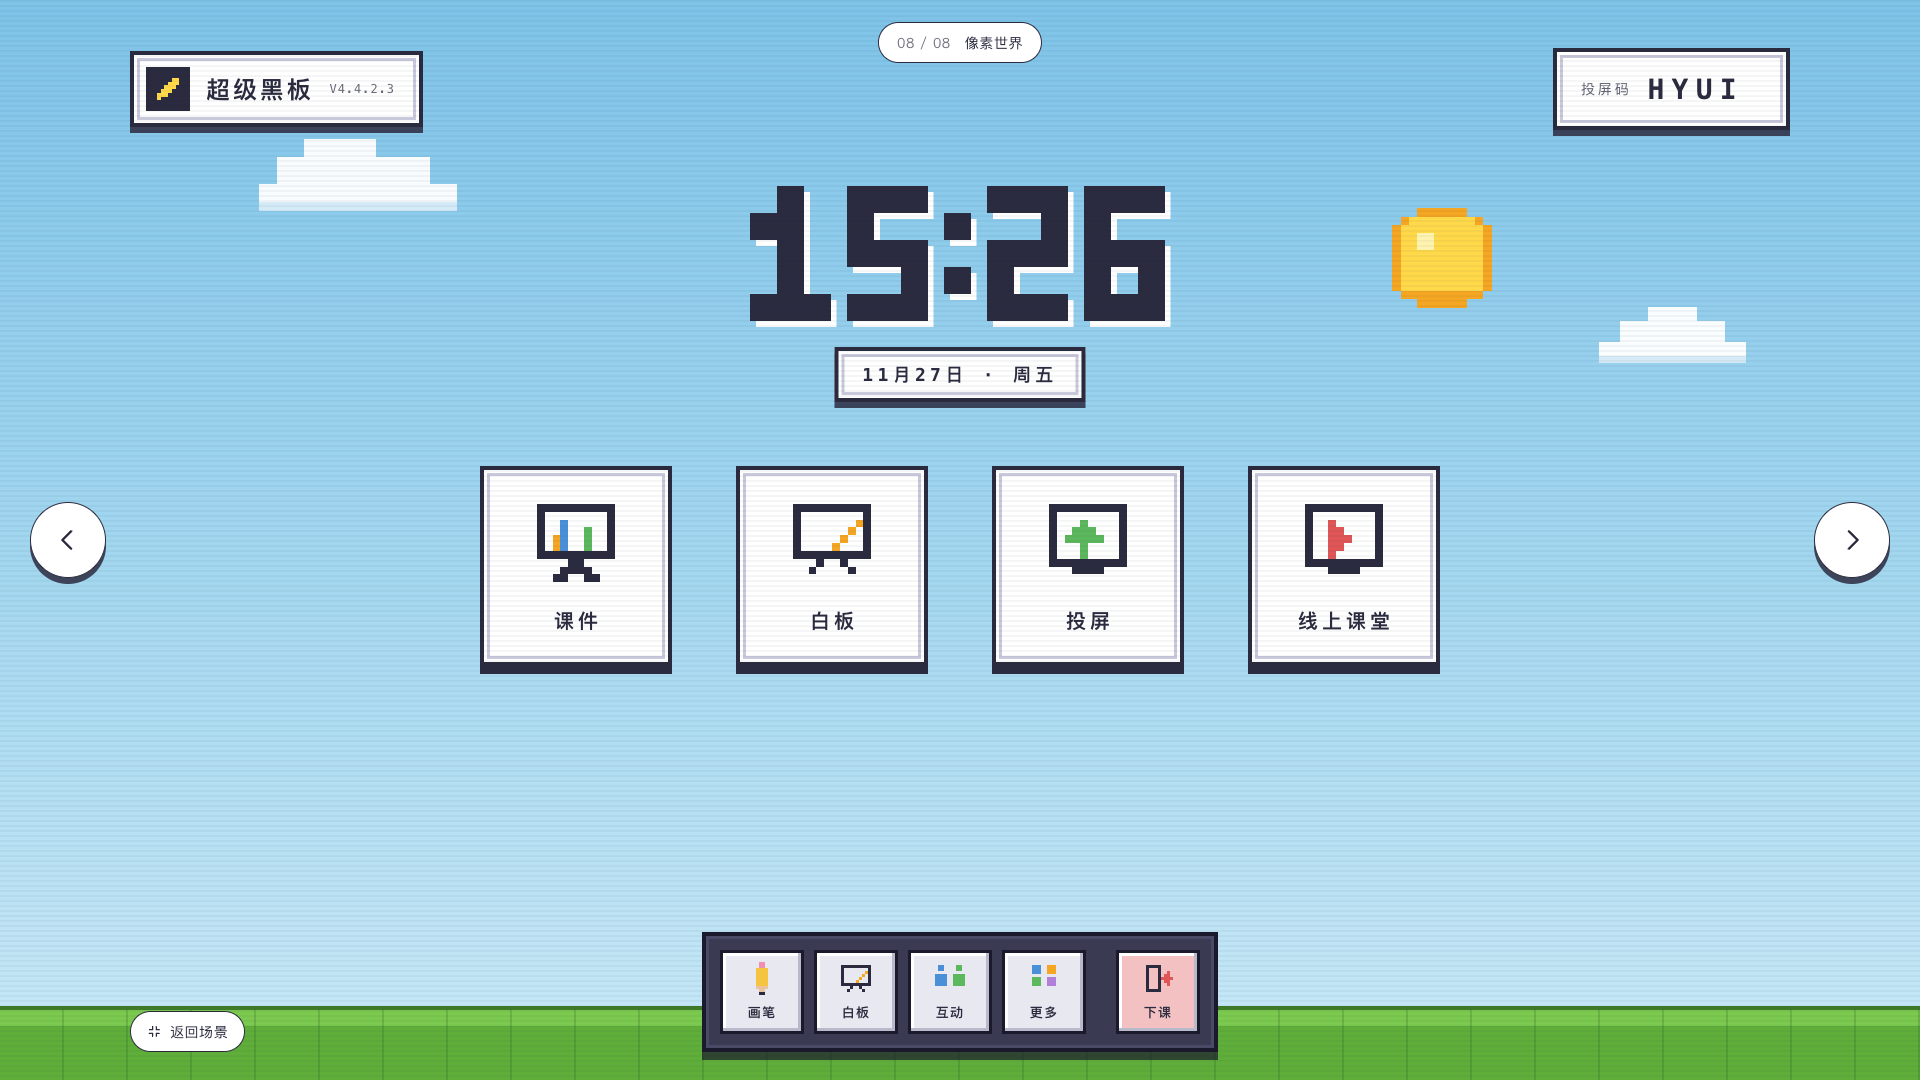 08 / 08 像素世界
超级黑板 V4.4.2.3
投屏码 HYUI
15:26
11月27日 · 周五
课件
白板
投屏
线上课堂
画笔
白板
互动
更多
下课
返回场景